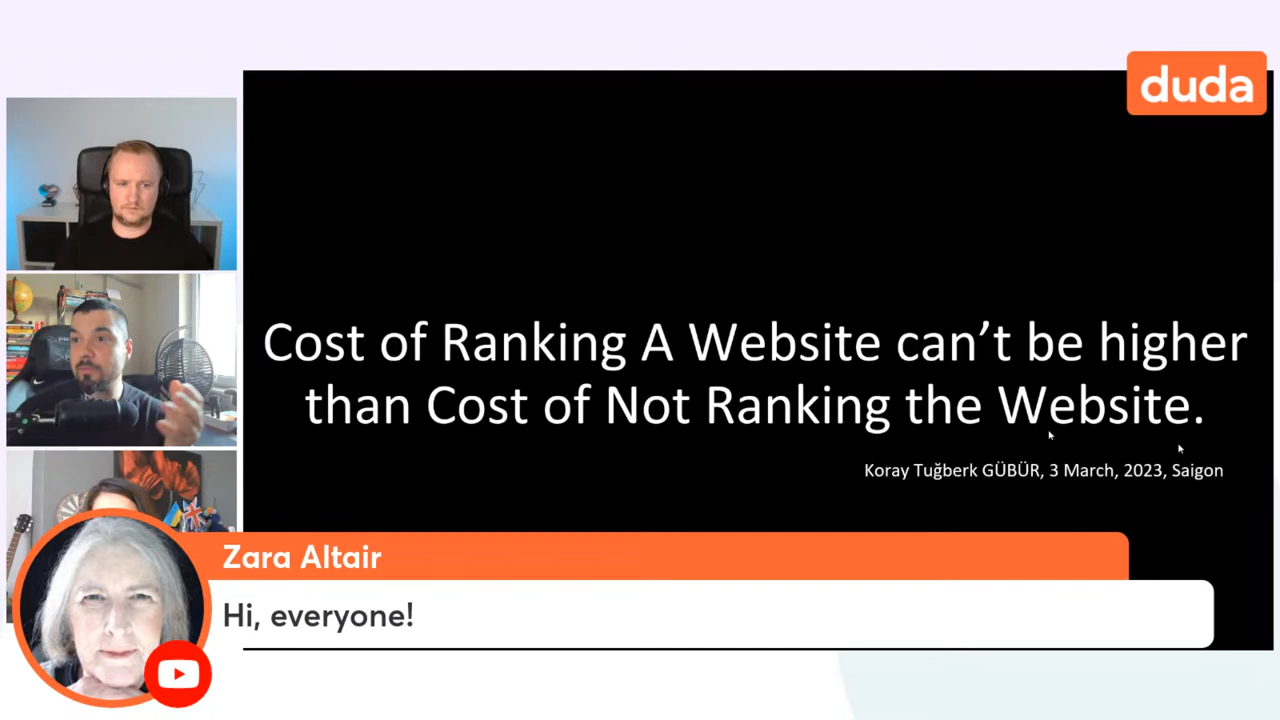 duda
Cost of Ranking A Website can’t be higher
than Cost of Not Ranking the Website.
Koray Tuğberk GÜBÜR, 3 March, 2023, Saigon
Zara Altair
Hi, everyone!